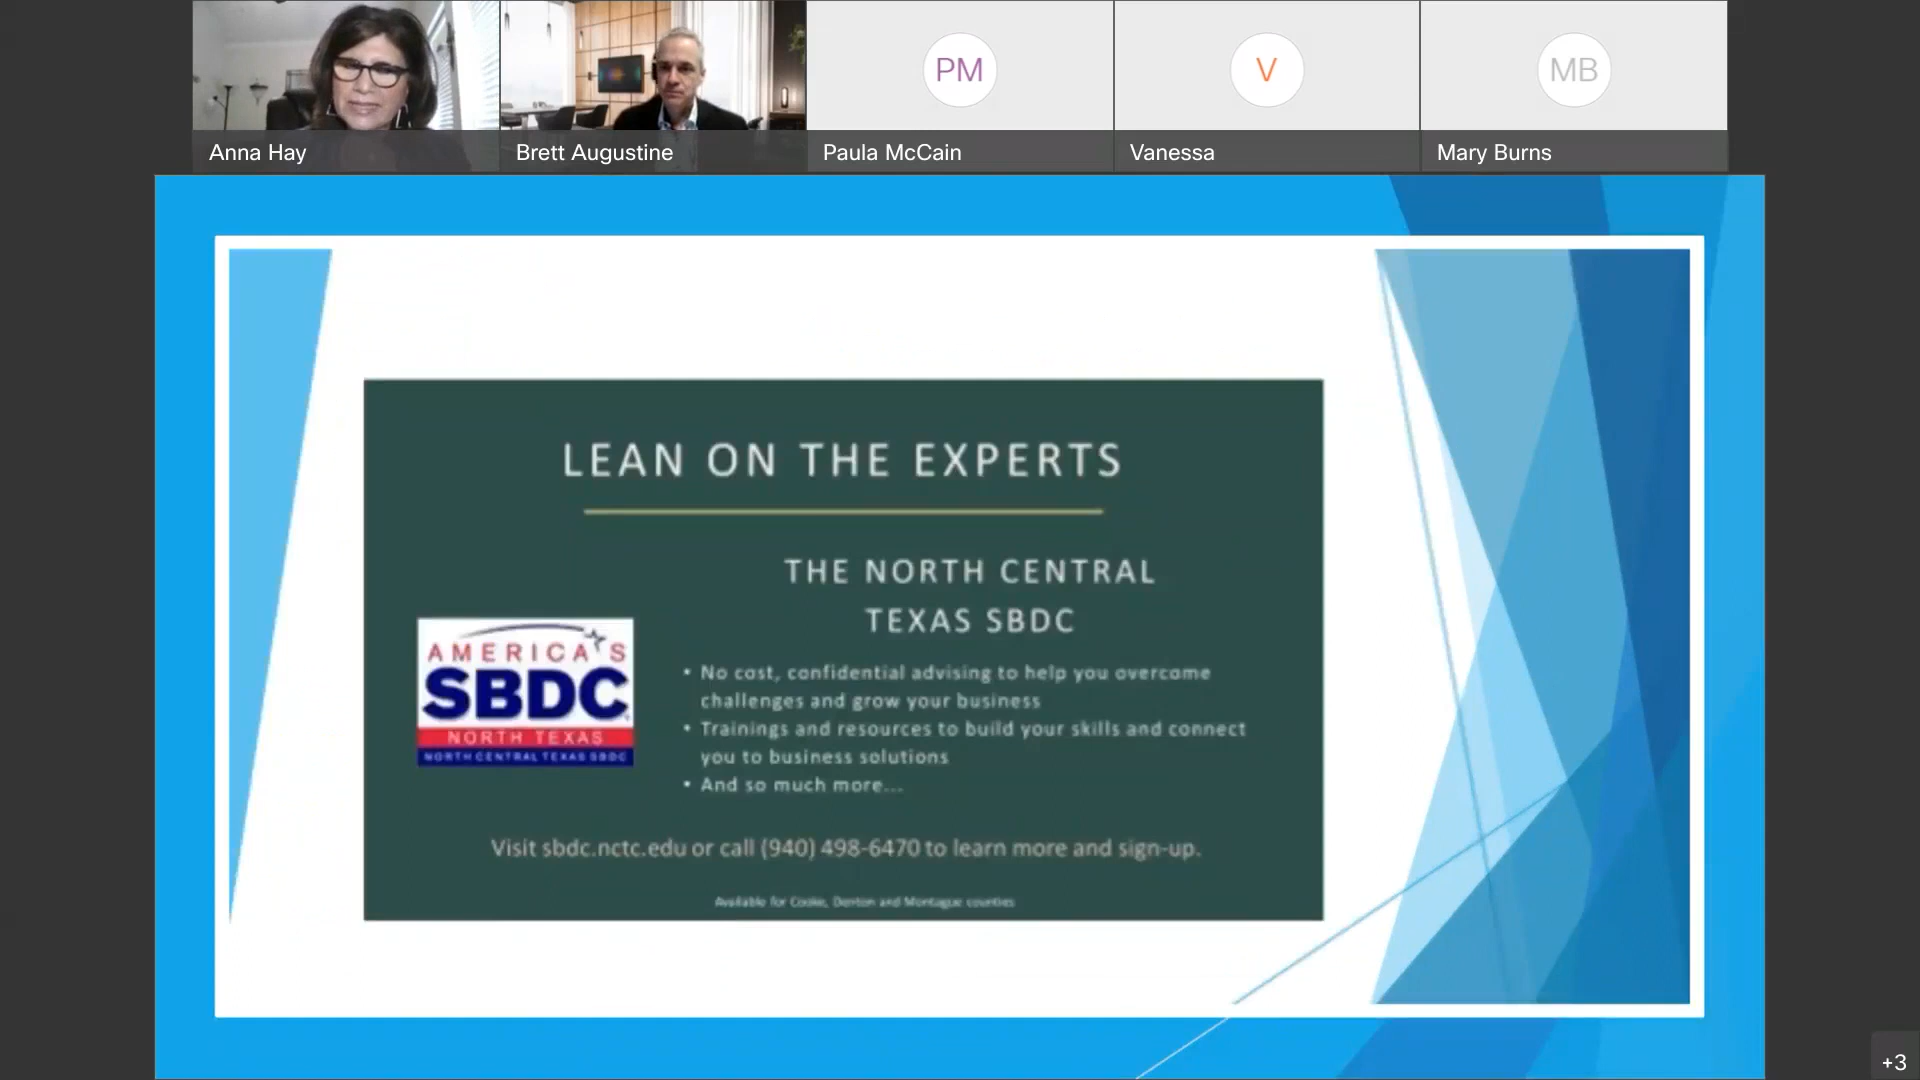 PM
V
MB
Anna Hay
Brett Augustine
Paula McCain
Vanessa
Mary Burns
LEAN ON THE EXPERTS
THE NORTH CENTRAL
TEXAS SBDC
AMERICA'S
SBDC
NORTH TEXAS
NORTH CENTRAL TEXAS SBDC
• No cost, confidential advising to help you overcome
challenges and grow your business
• Trainings and resources to build your skills and connect
you to business solutions
• And so much more...
Visit sbdc.nctc.edu or call (940) 498-6470 to learn more and sign-up.
Available for Cooke, Denton and Montague counties
+3